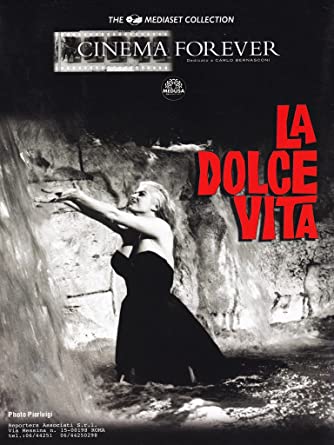 THE MEDIASET COLLECTION
CINEMA FOREVER
Dedicato a CARLO BERNASCONI
MEDUSA
LA
DOLCE
VITA
Photo Pierluigi
Reporters Associati S.r.l.
Via Messina n. 15-00198 ROMA
tel.:06/44251 06/44250298